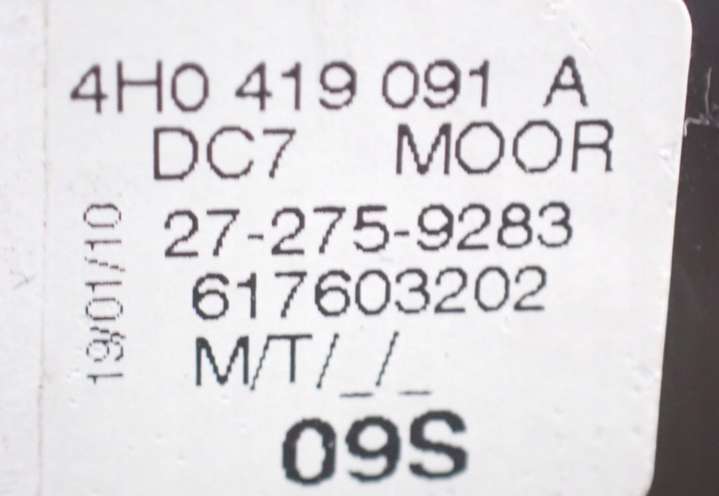 4H0 419 091 A
DC7 MOOR
19/01/10
27-275-9283
617603202
M/T/_/_
09S